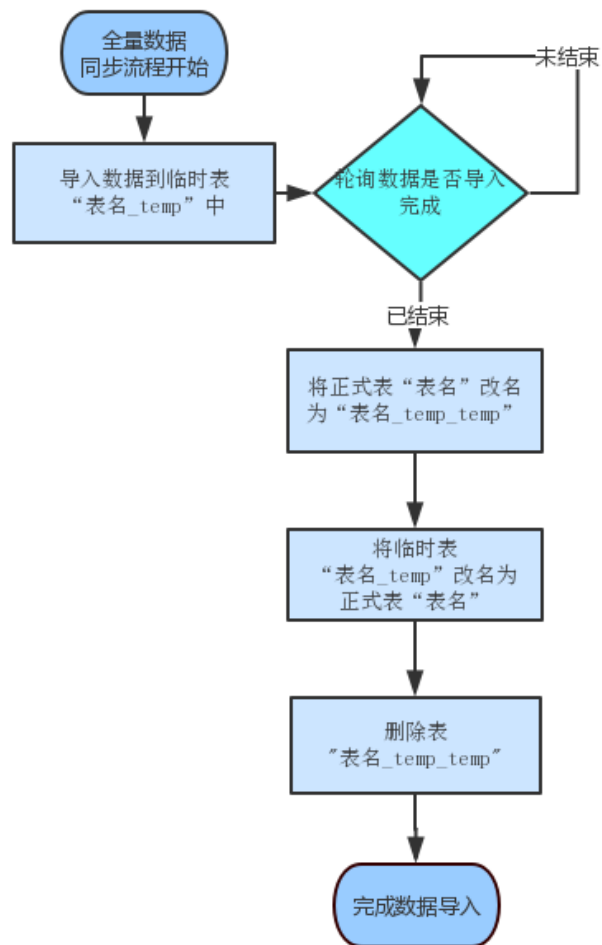 全量数据
同步流程开始
未结束
导入数据到临时表
“表名_temp”中
轮询数据是否导入
完成
已结束
将正式表“表名”改名
为“表名_temp_temp”
将临时表
“表名_temp”改名为
正式表“表名”
删除表
"表名_temp_temp"
完成数据导入